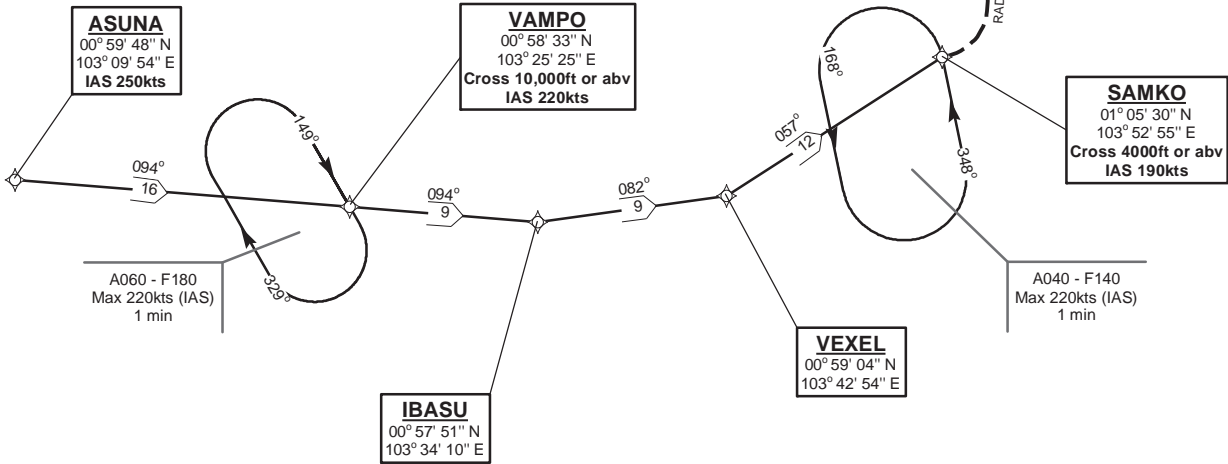 ASUNA
00° 59' 48" N
103° 09' 54" E
IAS 250kts
VAMPO
00° 58' 33" N
103° 25' 25" E
Cross 10,000ft or abv
IAS 220kts
RAD
SAMKO
01° 05' 30" N
103° 52' 55" E
Cross 4000ft or abv
IAS 190kts
149°
329°
168°
348°
094°
16
094°
9
082°
9
057°
12
A060 - F180
Max 220kts (IAS)
1 min
A040 - F140
Max 220kts (IAS)
1 min
VEXEL
00° 59' 04" N
103° 42' 54" E
IBASU
00° 57' 51" N
103° 34' 10" E